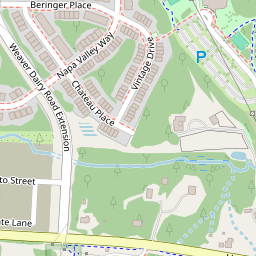 Beringer Place
Napa Valley Way
Vintage Drive
Weaver Dairy Road Extension
Chateau Place
P
to Street
te Lane